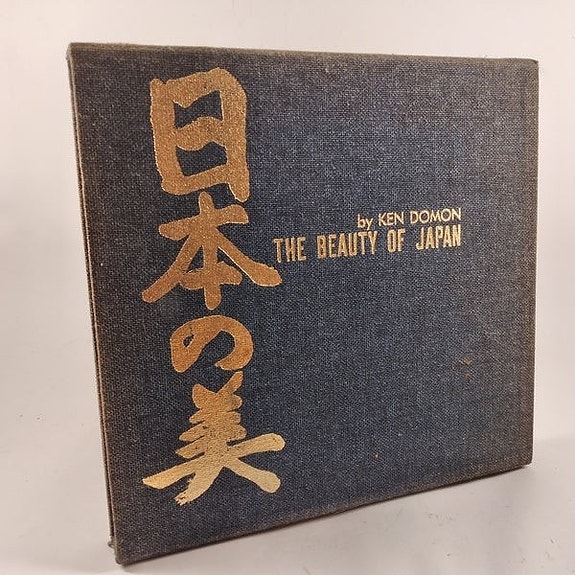 日本の美
by KEN DOMON
THE BEAUTY OF JAPAN